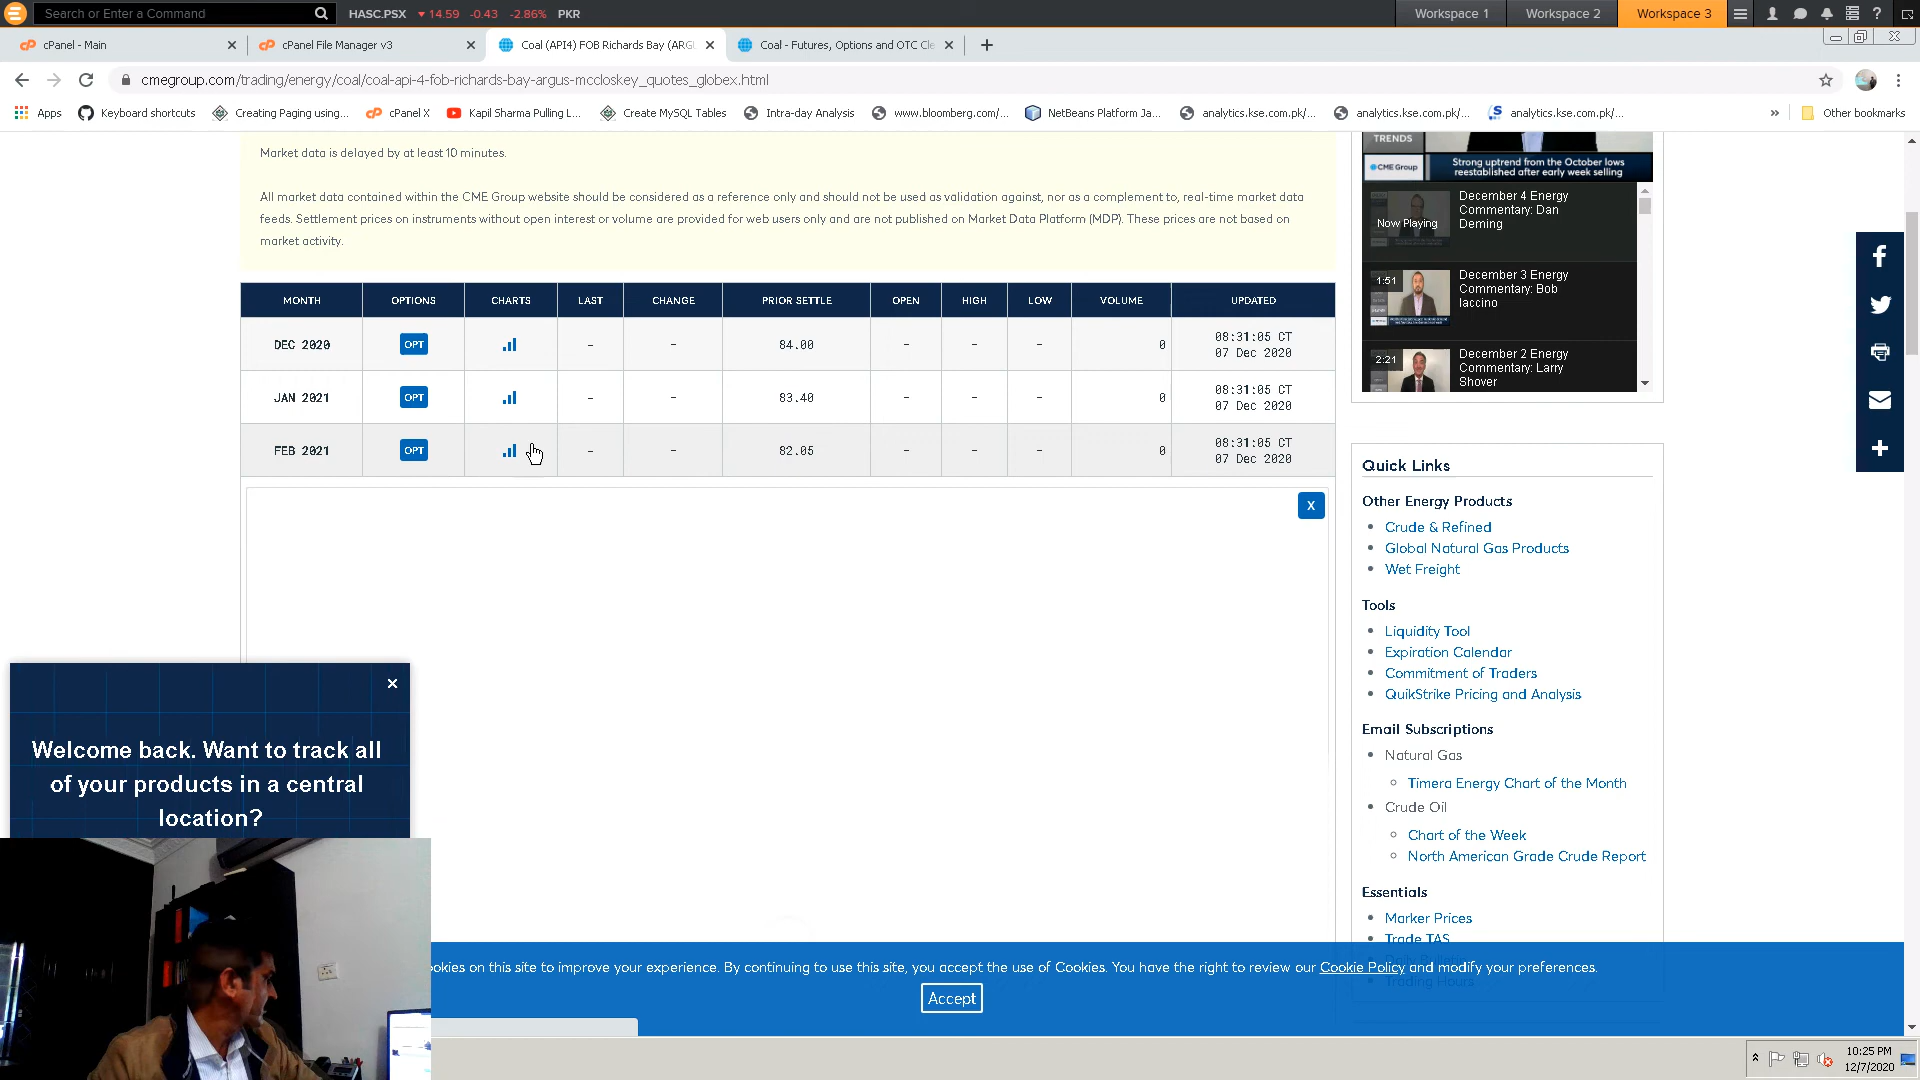 Search or Enter a Command
HASC.PSX 14.59 -0.43 -2.86% PKR
Workspace 1 Workspace 2 Workspace 3
cPanel - Main
cPanel File Manager v3
Coal (API4) FOB Richards Bay (ARG
Coal - Futures, Options and OTC Cle
cmegroup.com/trading/energy/coal/coal-api-4-fob-richards-bay-argus-mccloskey_quotes_globex.html
Apps Keyboard shortcuts Creating Paging using... cPanel X Kapil Sharma Pulling L... Create MySQL Tables Intra-day Analysis www.bloomberg.com/... NetBeans Platform Ja... analytics.kse.com.pk/... analytics.kse.com.pk/... analytics.kse.com.pk/... » Other bookmarks
Market data is delayed by at least 10 minutes.
All market data contained within the CME Group website should be considered as a reference only and should not be used as validation against, nor as a complement to, real-time market data
feeds. Settlement prices on instruments without open interest or volume are provided for web users only and are not published on Market Data Platform (MDP). These prices are not based on
market activity.
MONTH OPTIONS CHARTS LAST CHANGE PRIOR SETTLE OPEN HIGH LOW VOLUME UPDATED
DEC 2020 OPT - - 84.00 - - - 0 08:31:05 CT
07 Dec 2020
JAN 2021 OPT - - 83.40 - - - 0 08:31:05 CT
07 Dec 2020
FEB 2021 OPT - - 82.05 - - - 0 08:31:05 CT
07 Dec 2020
X
TRENDS
CME Group
Strong uptrend from the October lows
reestablished after early week selling
Now Playing
December 4 Energy
Commentary: Dan
Deming
1:51
December 3 Energy
Commentary: Bob
Iaccino
2:21
December 2 Energy
Commentary: Larry
Shover
Quick Links
Other Energy Products
Crude & Refined
Global Natural Gas Products
Wet Freight
Tools
Liquidity Tool
Expiration Calendar
Commitment of Traders
QuikStrike Pricing and Analysis
Email Subscriptions
Natural Gas
Timera Energy Chart of the Month
Crude Oil
Chart of the Week
North American Grade Crude Report
Essentials
Marker Prices
Trade TAS
Trading Hours
Welcome back. Want to track all
of your products in a central
location?
ookies on this site to improve your experience. By continuing to use this site, you accept the use of Cookies. You have the right to review our Cookie Policy and modify your preferences.
Accept
10:25 PM
12/7/2020